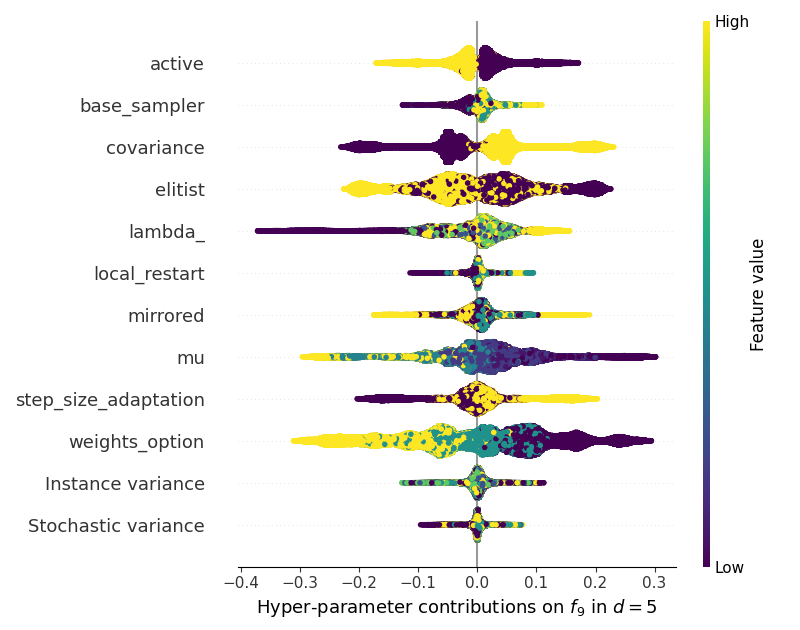 High
active
base_sampler
covariance
elitist
lambda_
local_restart
mirrored
mu
step_size_adaptation
weights_option
Instance variance
Stochastic variance
Feature value
Low
−0.4 −0.3 −0.2 −0.1 0.0 0.1 0.2 0.3
Hyper-parameter contributions on f₉ in d = 5